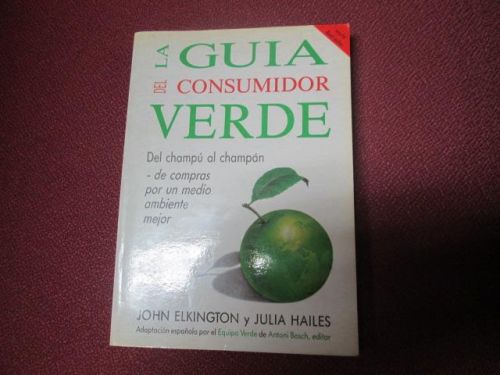 LA GUIA
DEL CONSUMIDOR
VERDE
Del champú al champán
- de compras
por un medio
ambiente
mejor
JOHN ELKINGTON y JULIA HAILES
Adaptación española por el Equipo Verde de Antoni Bosch, editor